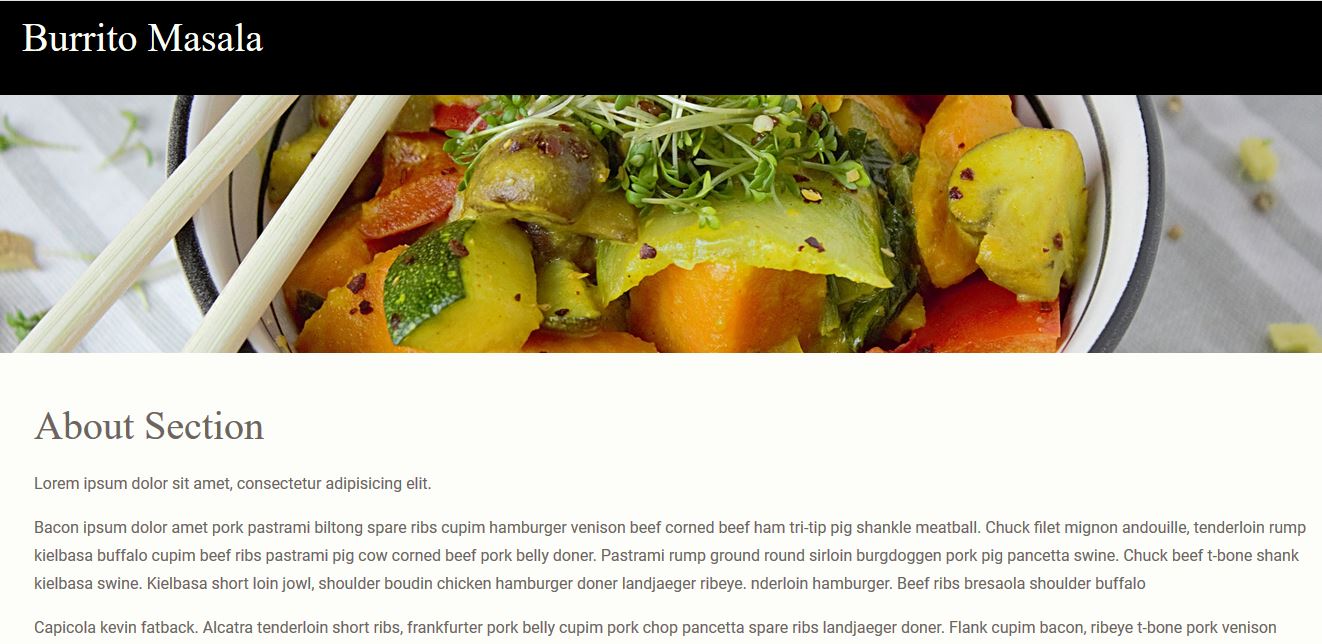 Burrito Masala
About Section
Lorem ipsum dolor sit amet, consectetur adipisicing elit.
Bacon ipsum dolor amet pork pastrami biltong spare ribs cupim hamburger venison beef corned beef ham tri-tip pig shankle meatball. Chuck filet mignon andouille, tenderloin rump
kielbasa buffalo cupim beef ribs pastrami pig cow corned beef pork belly doner. Pastrami rump ground round sirloin burgdoggen pork pig pancetta swine. Chuck beef t-bone shank
kielbasa swine. Kielbasa short loin jowl, shoulder boudin chicken hamburger doner landjaeger ribeye. nderloin hamburger. Beef ribs bresaola shoulder buffalo
Capicola kevin fatback. Alcatra tenderloin short ribs, frankfurter pork belly cupim pork chop pancetta spare ribs landjaeger doner. Flank cupim bacon, ribeye t-bone pork venison